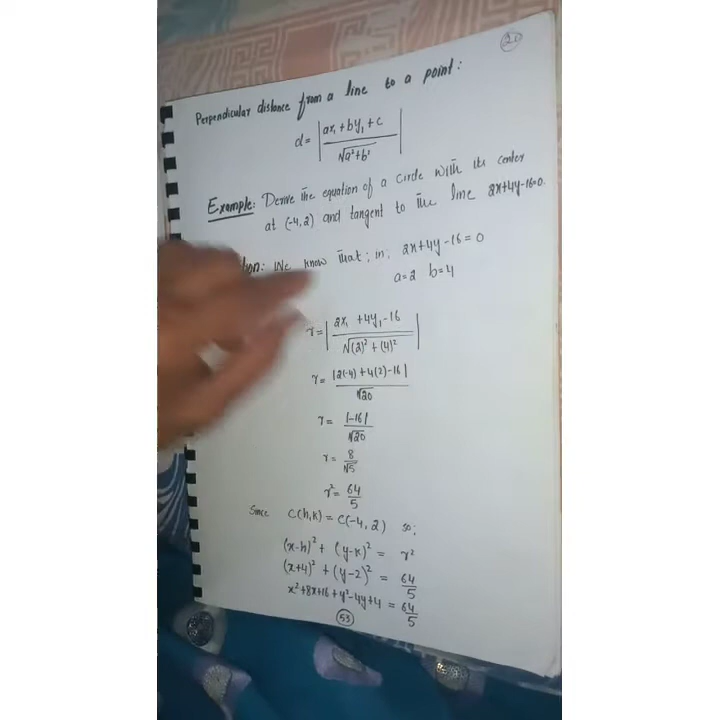 20
Perpendicular distance from a line to a point:
d = |ax₁ + by₁ + c / √a²+b²|
Example: Derive the equation of a circle with its center
at (-4,2) and tangent to the line 2x+4y-16=0.
We know that; in; 2x+4y-16=0
a=2 b=4
r = |2x₁ +4y₁-16 / √(2)²+(4)²|
r = |2(-4)+4(2)-16| / √20
r = |-16| / √20
r = 8/√5
r² = 64/5
Since C(h,k) = C(-4,2) so;
(x-h)² + (y-k)² = r²
(x+4)² + (y-2)² = 64/5
x²+8x+16+y²-4y+4 = 64/5
53